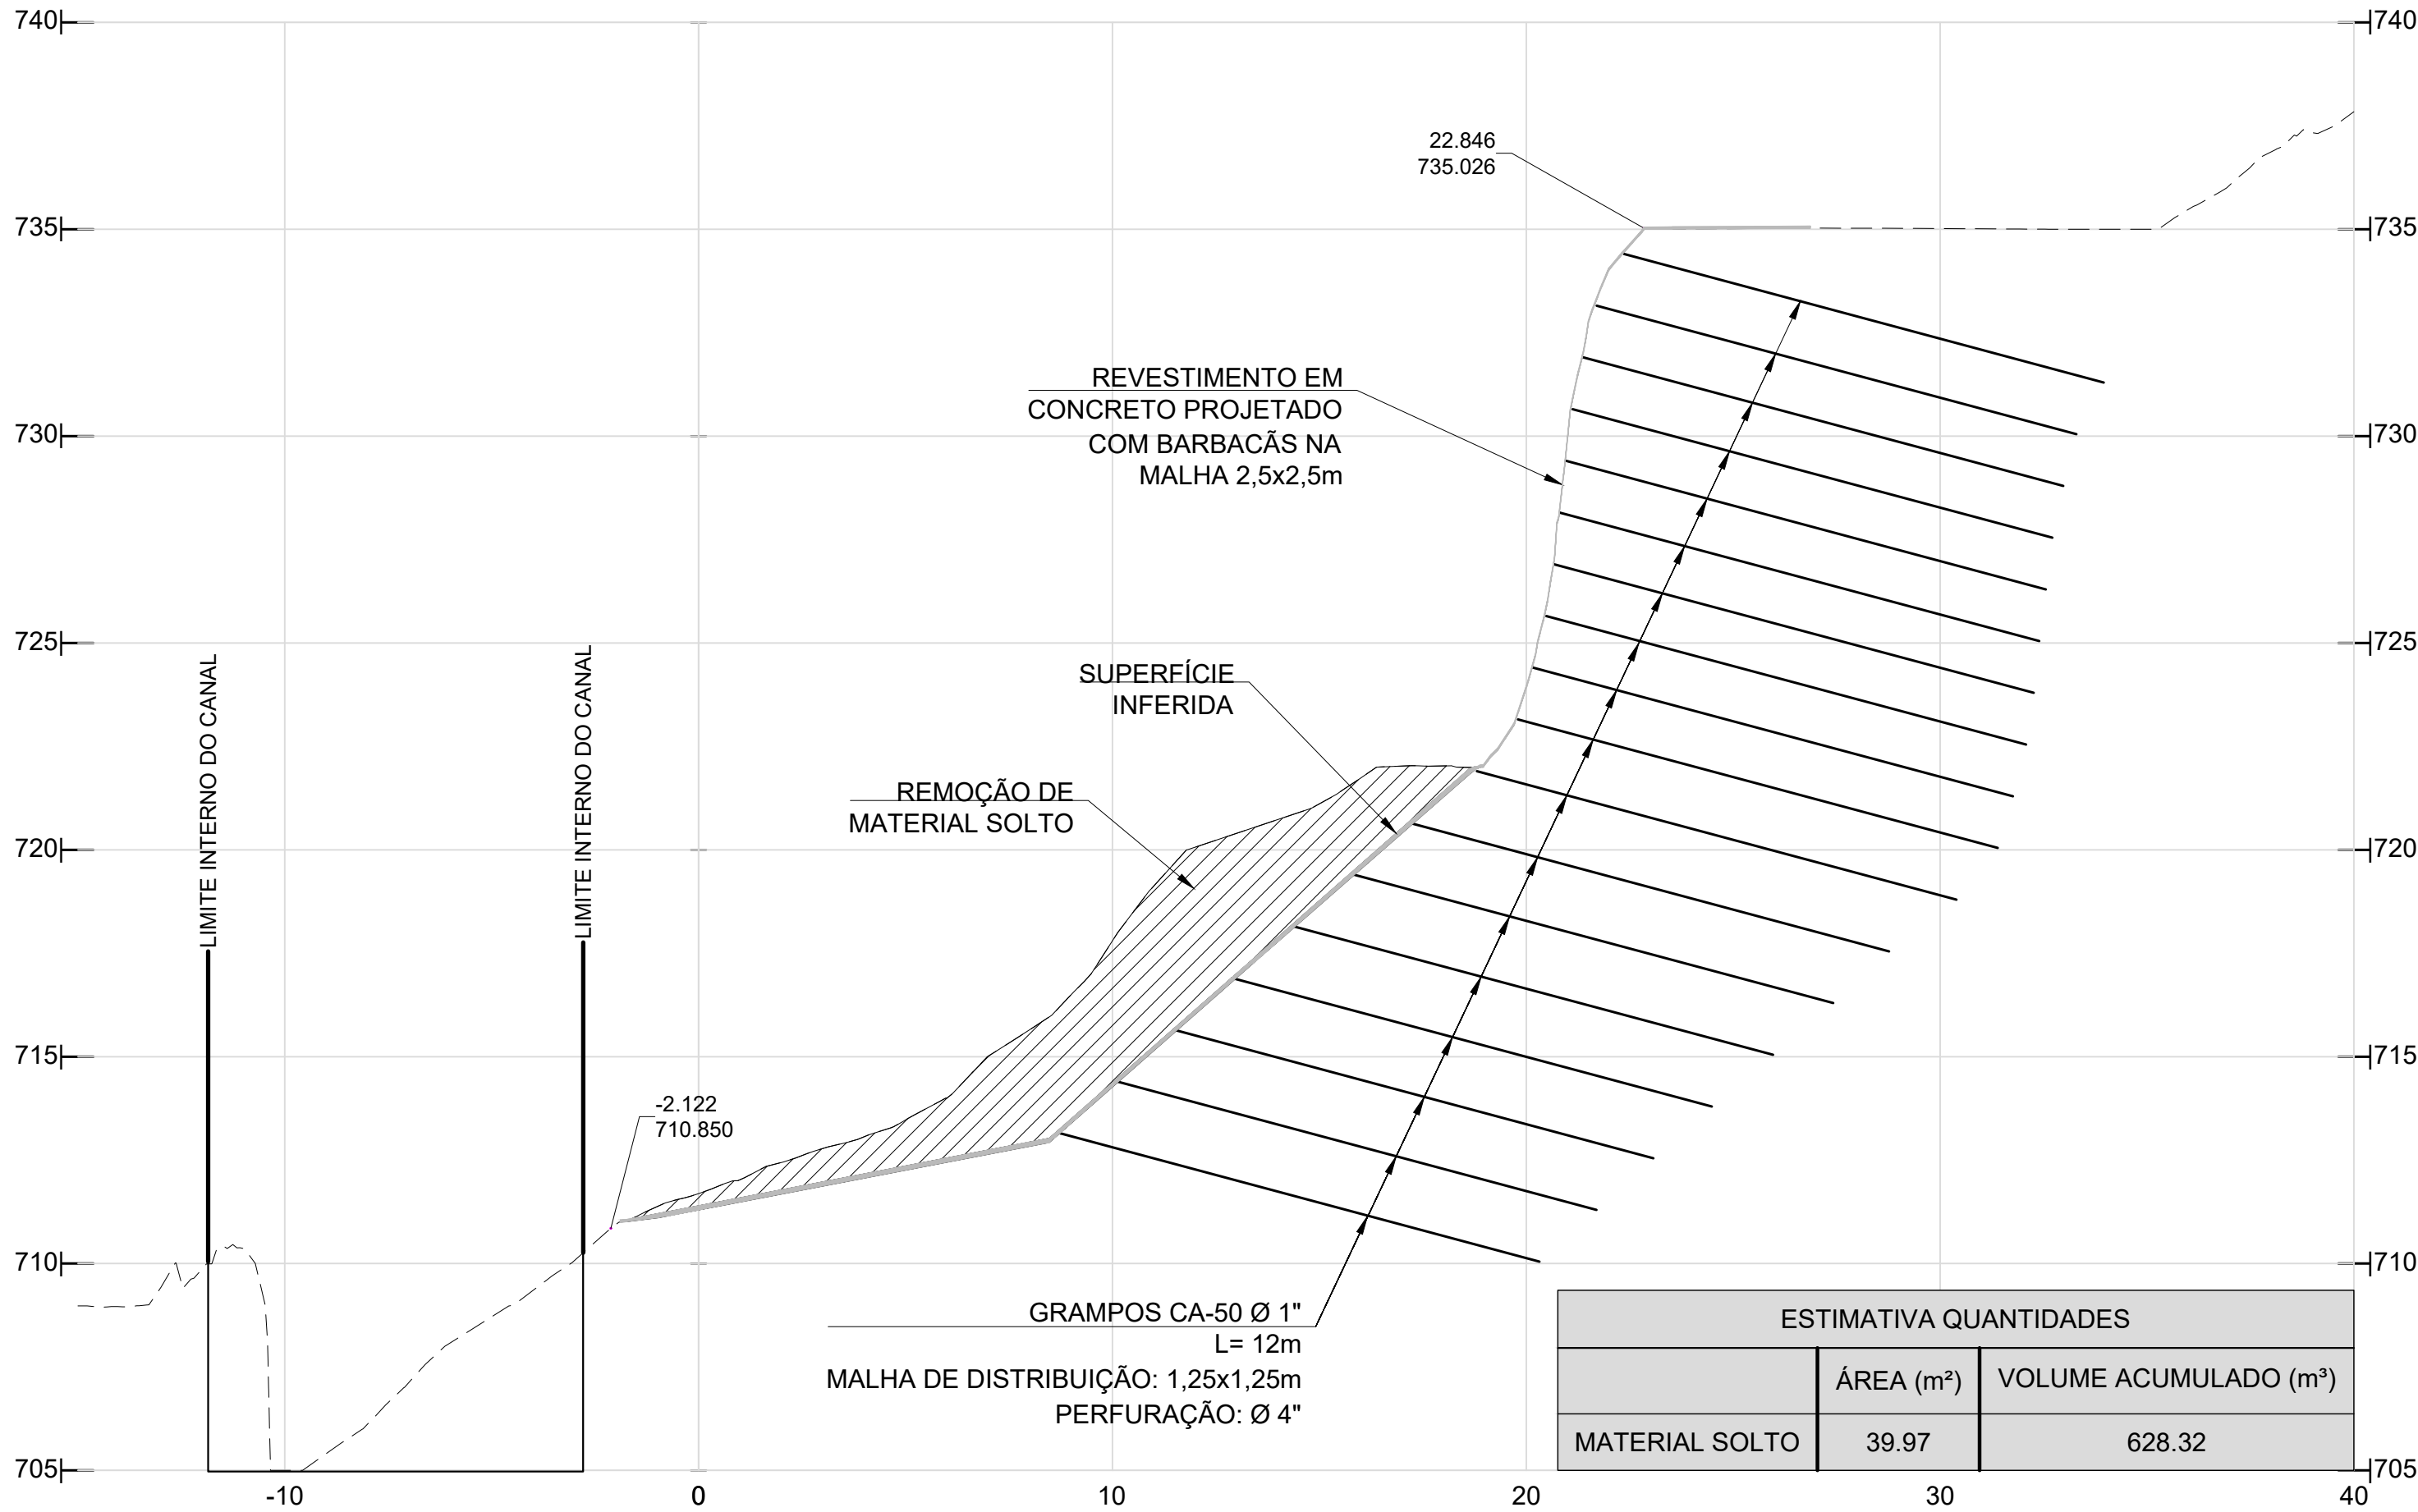 740
740
22.846
735.026
735
735
REVESTIMENTO EM
CONCRETO PROJETADO
COM BARBACÃS NA
MALHA 2,5x2,5m
730
730
725
725
LIMITE INTERNO DO CANAL
LIMITE INTERNO DO CANAL
SUPERFÍCIE
INFERIDA
REMOÇÃO DE
MATERIAL SOLTO
720
720
715
715
-2.122
710.850
710
710
GRAMPOS CA-50 Ø 1"
L= 12m
MALHA DE DISTRIBUIÇÃO: 1,25x1,25m
PERFURAÇÃO: Ø 4"
ESTIMATIVA QUANTIDADES
ÁREA (m²) VOLUME ACUMULADO (m³)
MATERIAL SOLTO 39.97 628.32
705
705
-10 0 10 20 30 40